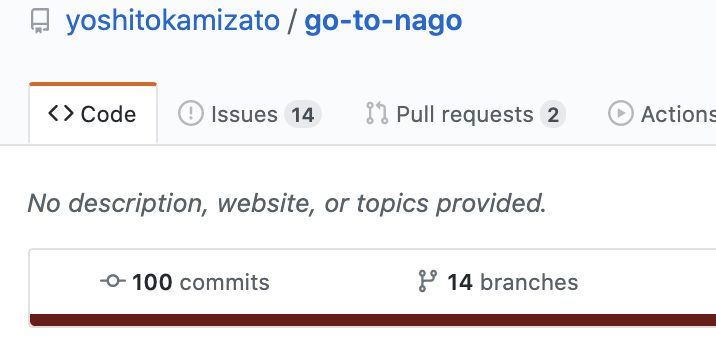 yoshitokamizato / go-to-nago
Code Issues 14 Pull requests 2 Actions
No description, website, or topics provided.
100 commits 14 branches